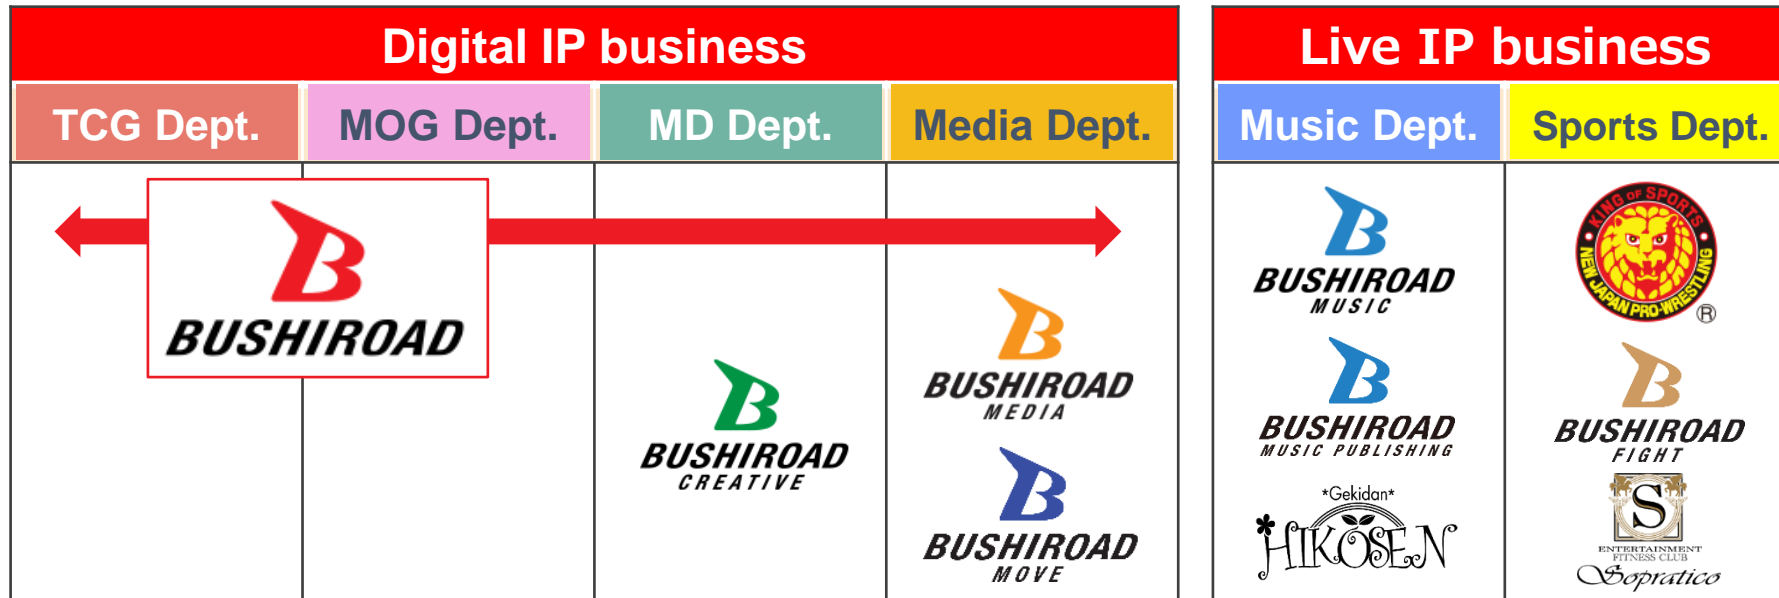 Digital IP business
Live IP business
TCG Dept.
MOG Dept.
MD Dept.
Media Dept.
Music Dept.
Sports Dept.
BUSHIROAD
BUSHIROAD
CREATIVE
BUSHIROAD
MEDIA
BUSHIROAD
MOVE
BUSHIROAD
MUSIC
BUSHIROAD
MUSIC PUBLISHING
*Gekidan*
HIKOSEN
KING OF SPORTS
NEW JAPAN PRO-WRESTLING
®
BUSHIROAD
FIGHT
S
ENTERTAINMENT
FITNESS CLUB
Sopratico